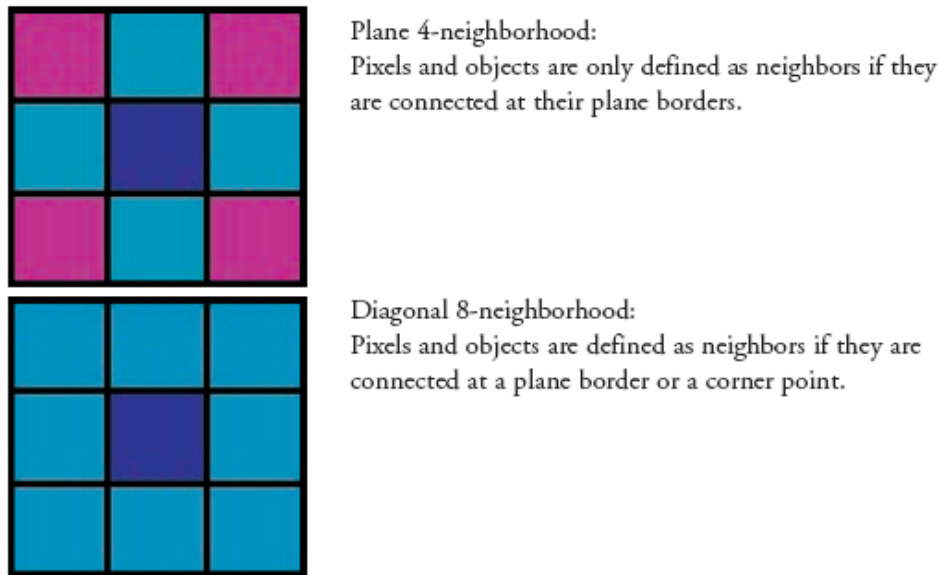 Plane 4-neighborhood:
Pixels and objects are only defined as neighbors if they
are connected at their plane borders.
Diagonal 8-neighborhood:
Pixels and objects are defined as neighbors if they are
connected at a plane border or a corner point.